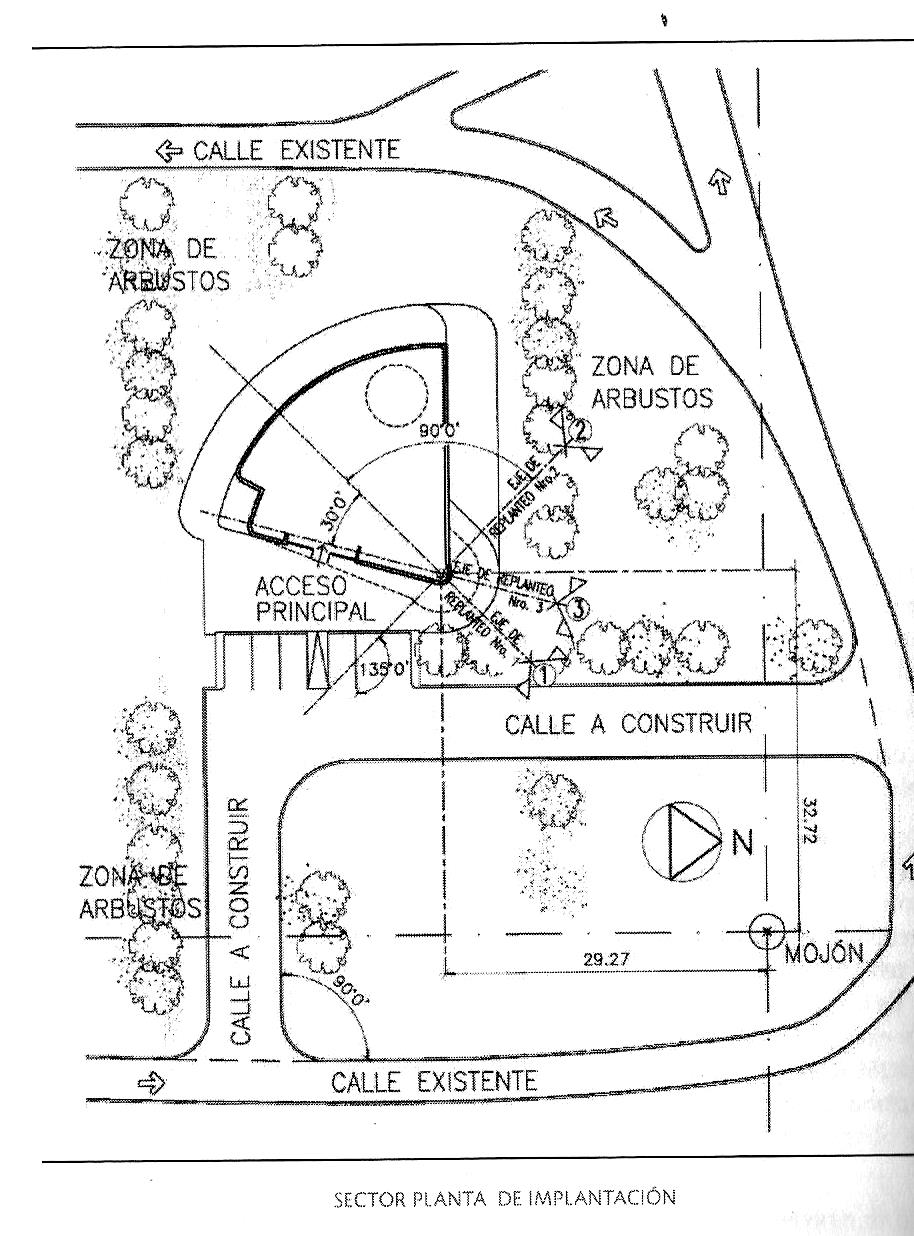 CALLE EXISTENTE
ZONA DE
ARBUSTOS
ZONA DE
ARBUSTOS
90°0'
2
EJE DE
REPLANTEO Nro.2
30°0'
EJE DE REPLANTEO
Nro. 3
3
ACCESO
PRINCIPAL
EJE DE
REPLANTEO Nro. 1
1
135°0'
CALLE A CONSTRUIR
32.72
N
CALLE A CONSTRUIR
ZONA DE
ARBUSTOS
MOJÓN
29.27
90°0'
CALLE EXISTENTE
SECTOR PLANTA DE IMPLANTACIÓN